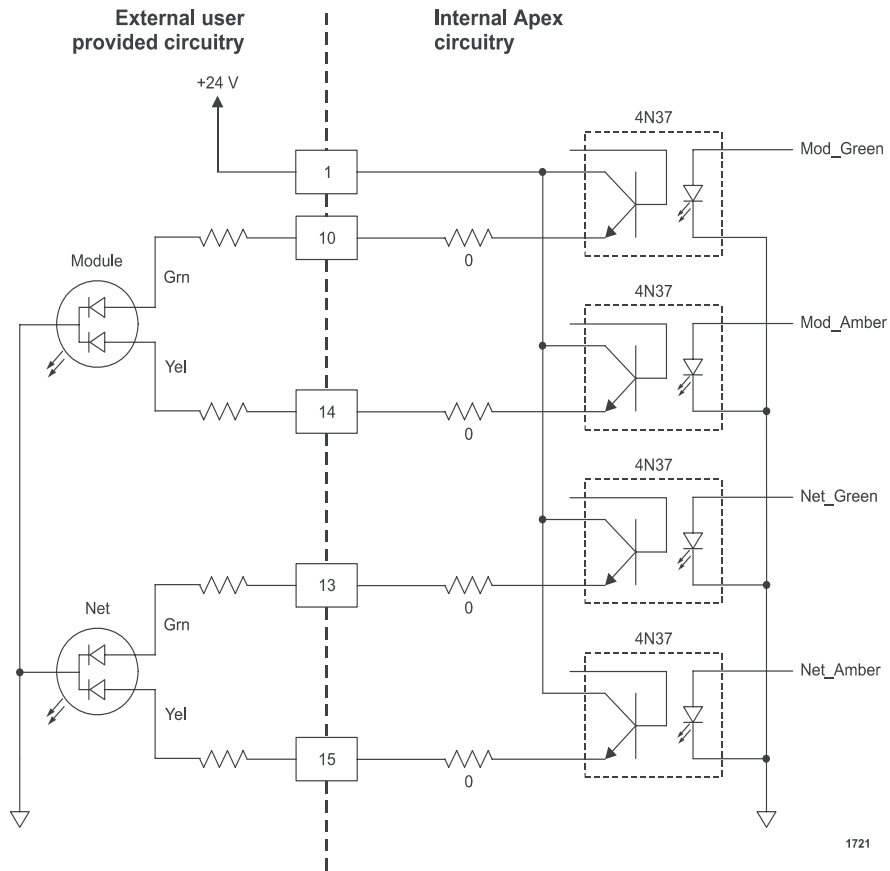 External user
provided circuitry
Internal Apex
circuitry
+24 V
4N37
Mod_Green
1
10
0
Module
Grn
4N37
Mod_Amber
Yel
14
0
4N37
Net_Green
13
0
Net
Grn
4N37
Net_Amber
Yel
15
0
1721